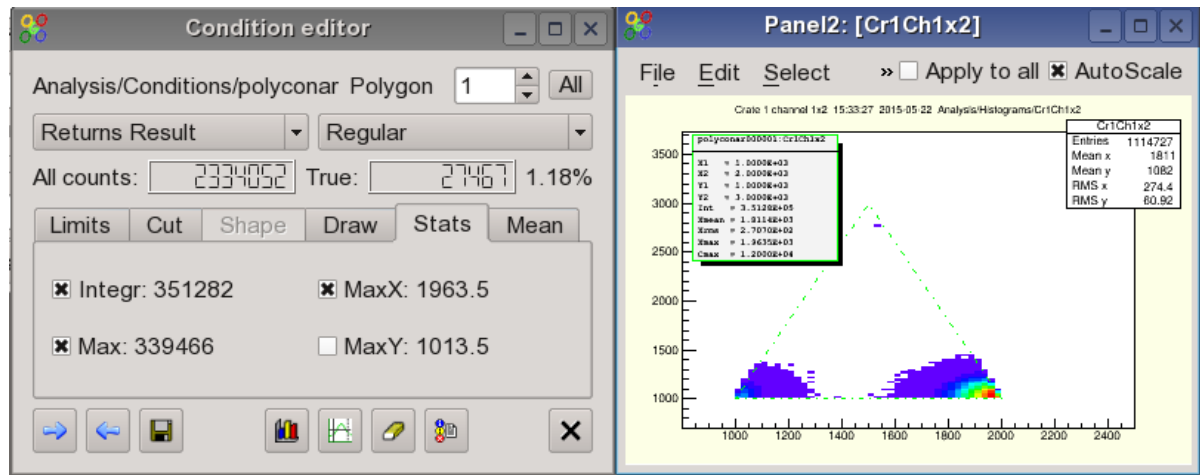 Condition editor
Analysis/Conditions/polyconar Polygon 1 All
Returns Result Regular
All counts: 2334052 True: 27467 1.18%
Limits Cut Shape Draw Stats Mean
Integr: 351282 MaxX: 1963.5
Max: 339466 MaxY: 1013.5
Panel2: [Cr1Ch1x2]
File Edit Select » Apply to all AutoScale
Crate 1 channel 1x2 15:33:27 2015-05-22 Analysis/Histograms/Cr1Ch1x2
polyconar000001:Cr1Ch1x2
X1 = 1.0000E+03
X2 = 2.0000E+03
Y1 = 1.0000E+03
Y2 = 3.0000E+03
Int = 3.5128E+05
Xmean = 1.8114E+03
Xrms = 2.7070E+02
Xmax = 1.9635E+03
Cmax = 1.2000E+04
Cr1Ch1x2
Entries 1114727
Mean x 1811
Mean y 1082
RMS x 274.4
RMS y 60.92
3500
3000
2500
2000
1500
1000
1000 1200 1400 1600 1800 2000 2200 2400